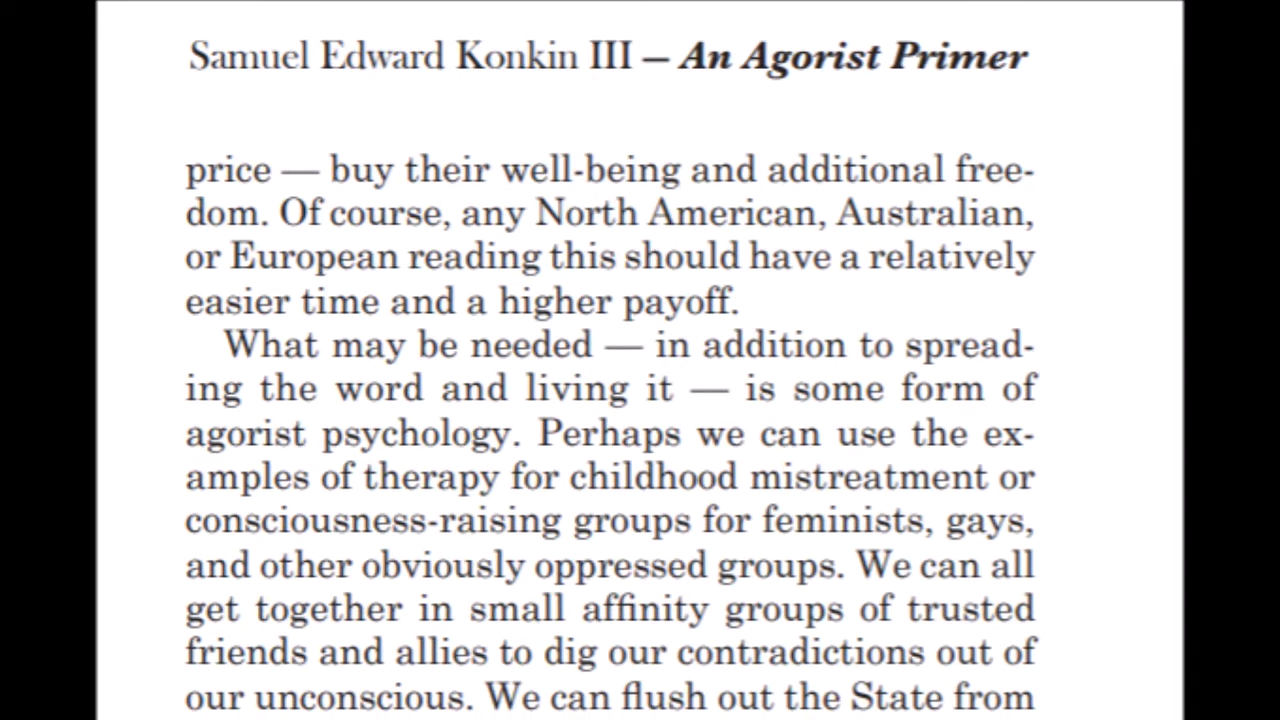 Samuel Edward Konkin III — An Agorist Primer
price — buy their well-being and additional free-
dom. Of course, any North American, Australian,
or European reading this should have a relatively
easier time and a higher payoff.
What may be needed — in addition to spread-
ing the word and living it — is some form of
agorist psychology. Perhaps we can use the ex-
amples of therapy for childhood mistreatment or
consciousness-raising groups for feminists, gays,
and other obviously oppressed groups. We can all
get together in small affinity groups of trusted
friends and allies to dig our contradictions out of
our unconscious. We can flush out the State from